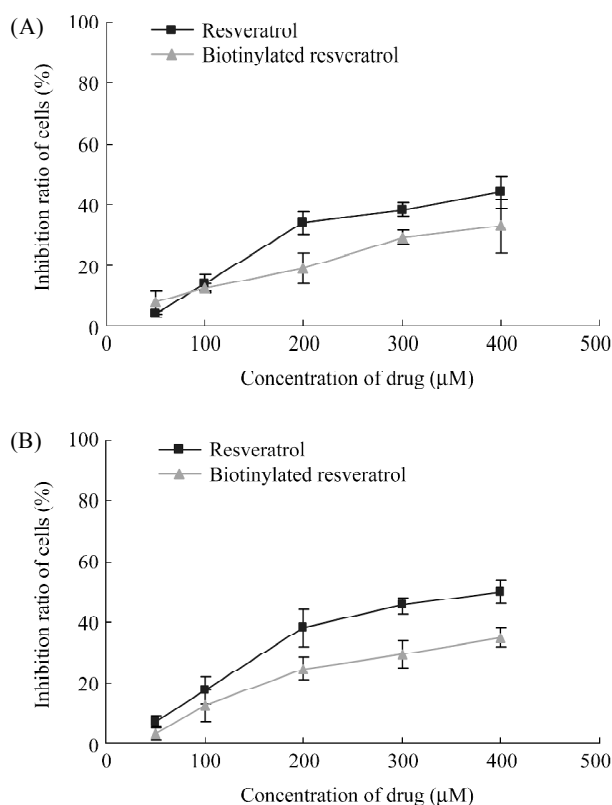 (A)
100
Resveratrol
Biotinylated resveratrol
80
60
40
20
0
Inhibition ratio of cells (%)
0 100 200 300 400 500
Concentration of drug (μM)
(B)
100
Resveratrol
Biotinylated resveratrol
80
60
40
20
0
Inhibition ratio of cells (%)
0 100 200 300 400 500
Concentration of drug (μM)